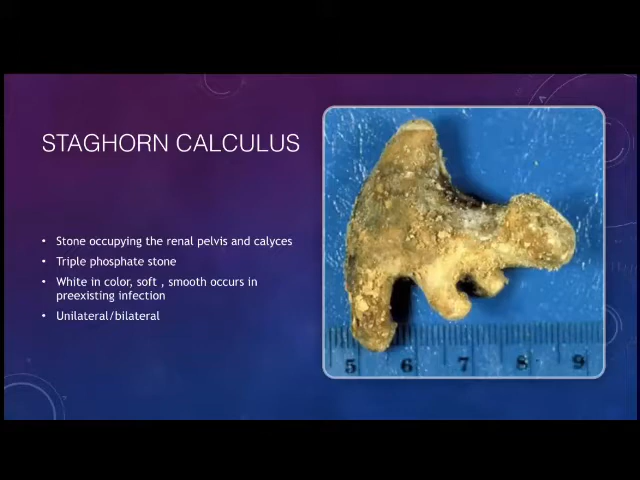 STAGHORN CALCULUS
• Stone occupying the renal pelvis and calyces
• Triple phosphate stone
• White in color, soft , smooth occurs in
preexisting infection
• Unilateral/bilateral
5 6 7 8 9